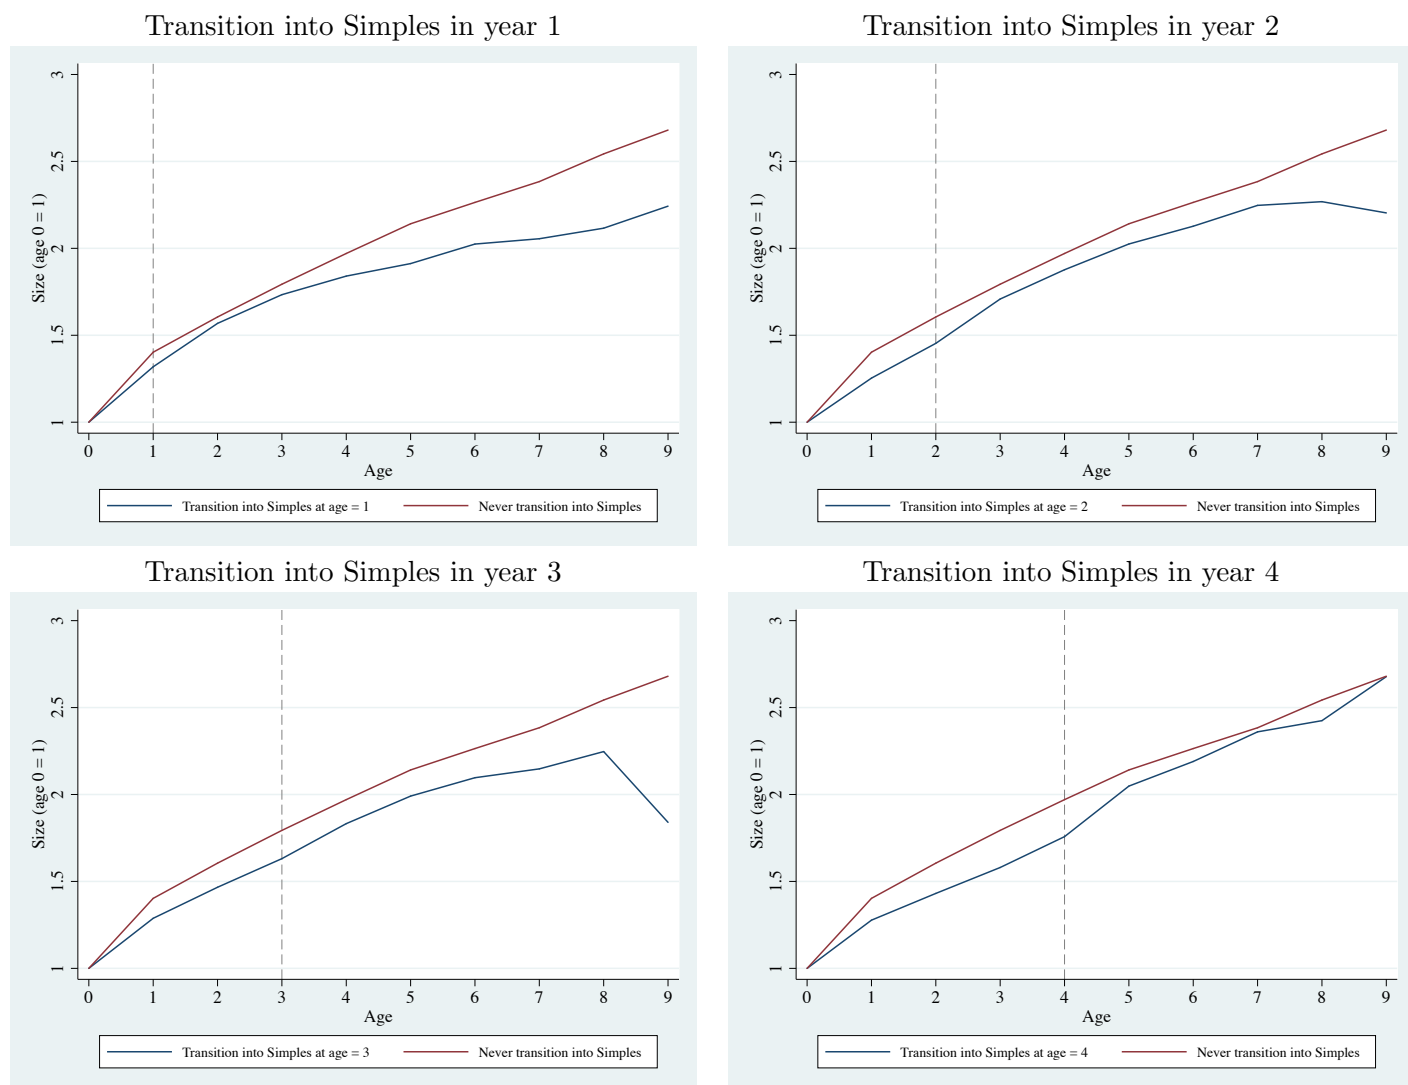 Transition into Simples in year 1
Size (age 0 = 1)
3
2.5
2
1.5
1
0 1 2 3 4 5 6 7 8 9
Age
Transition into Simples at age = 1
Never transition into Simples
Transition into Simples in year 2
Size (age 0 = 1)
3
2.5
2
1.5
1
0 1 2 3 4 5 6 7 8 9
Age
Transition into Simples at age = 2
Never transition into Simples
Transition into Simples in year 3
Size (age 0 = 1)
3
2.5
2
1.5
1
0 1 2 3 4 5 6 7 8 9
Age
Transition into Simples at age = 3
Never transition into Simples
Transition into Simples in year 4
Size (age 0 = 1)
3
2.5
2
1.5
1
0 1 2 3 4 5 6 7 8 9
Age
Transition into Simples at age = 4
Never transition into Simples